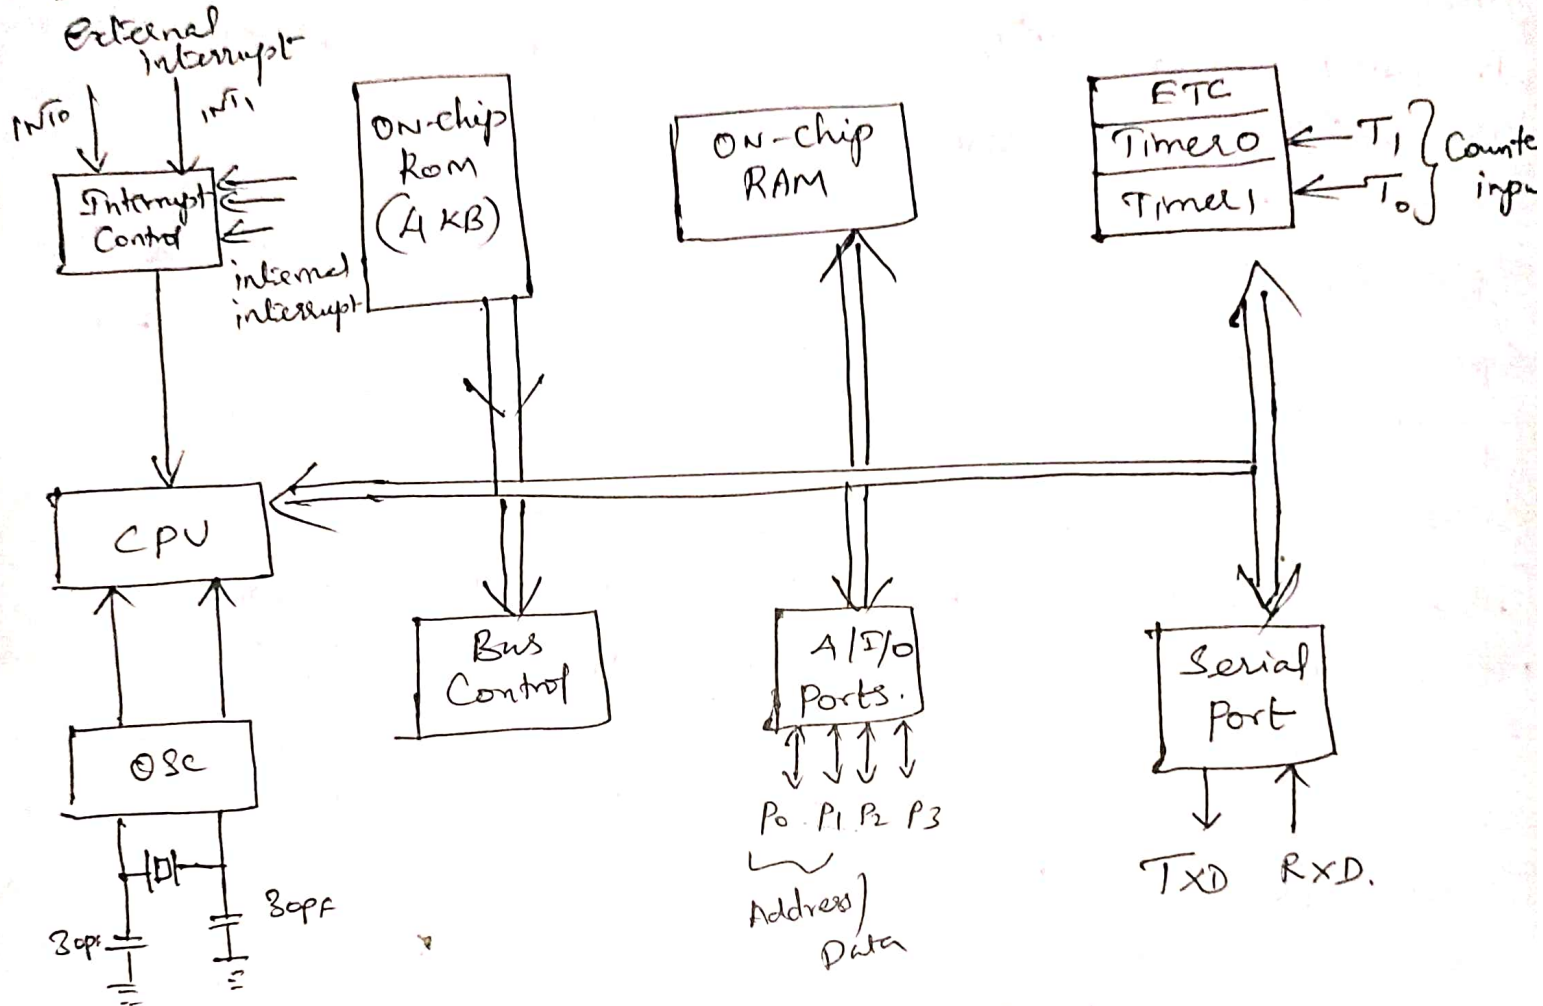 External
Interrupt
INT0
INT1
Interrupt
Control
internal
interrupt
ON-Chip
ROM
(4 KB)
ON-Chip
RAM
ETC
Timer0
Timer1
T1
T0
Counte
inpu
CPU
OSC
30pF
30pF
Bus
Control
A/I/O
Ports.
P0 P1 P2 P3
Address/
Data
Serial
Port
TXD RXD.